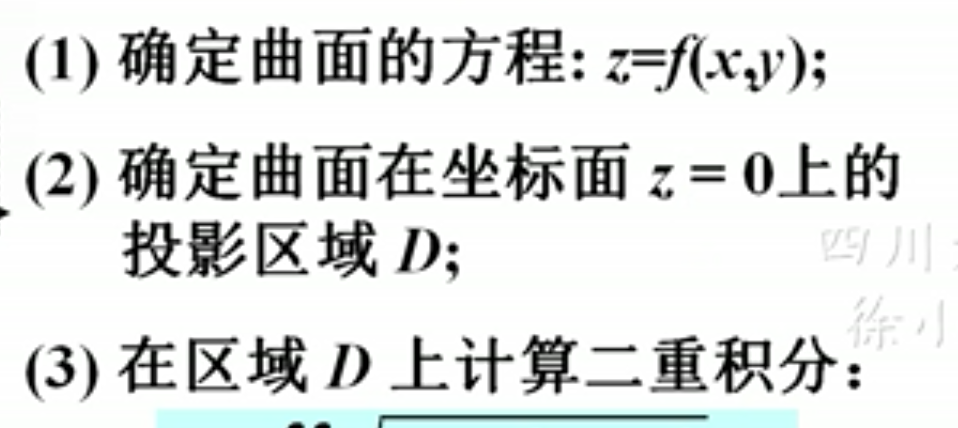 (1) 确定曲面的方程: z=f(x,y);
(2) 确定曲面在坐标面 z = 0上的
投影区域 D;
四川
徐小
(3) 在区域 D 上计算二重积分：